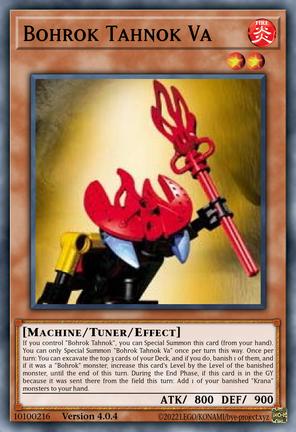 Bohrok Tahnok Va
FIRE
炎
[Machine/Tuner/Effect]
If you control "Bohrok Tahnok", you can Special Summon this card (from your hand).
You can only Special Summon "Bohrok Tahnok Va" once per turn this way. Once per
turn: You can excavate the top 3 cards of your Deck, and if you do, banish 1 of them, and
if it was a "Bohrok" monster, increase this card's Level by the Level of the banished
monster, until the end of this turn. During the End Phase, if this card is in the GY
because it was sent there from the field this turn: Add 1 of your banished "Krana"
monsters to your hand.
ATK/ 800 DEF/ 900
10100216 Version 4.0.4 ©2022LEGO/KONAMI/bye-project.xyz